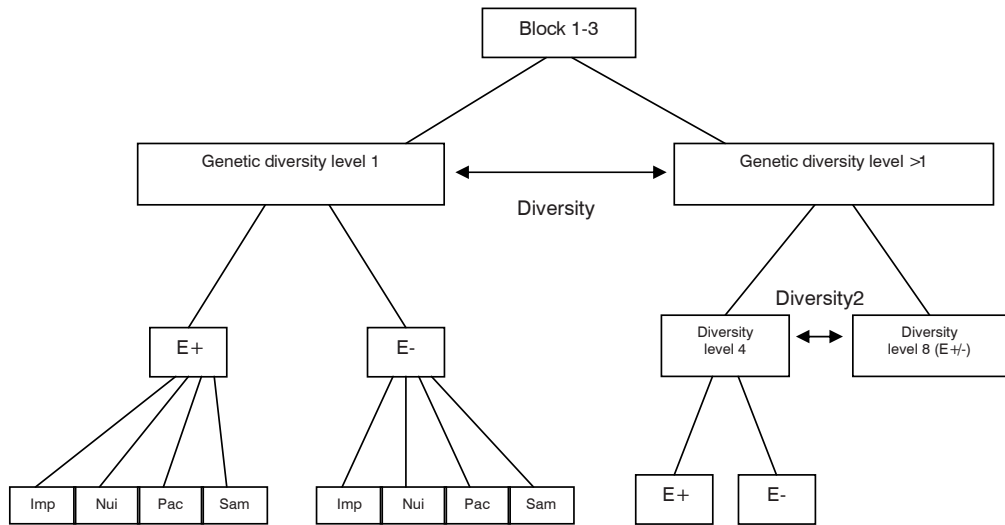 Block 1-3
Genetic diversity level 1
Genetic diversity level >1
Diversity
Diversity2
E+
E-
Diversity
level 4
Diversity
level 8 (E+/-)
Imp
Nui
Pac
Sam
Imp
Nui
Pac
Sam
E+
E-